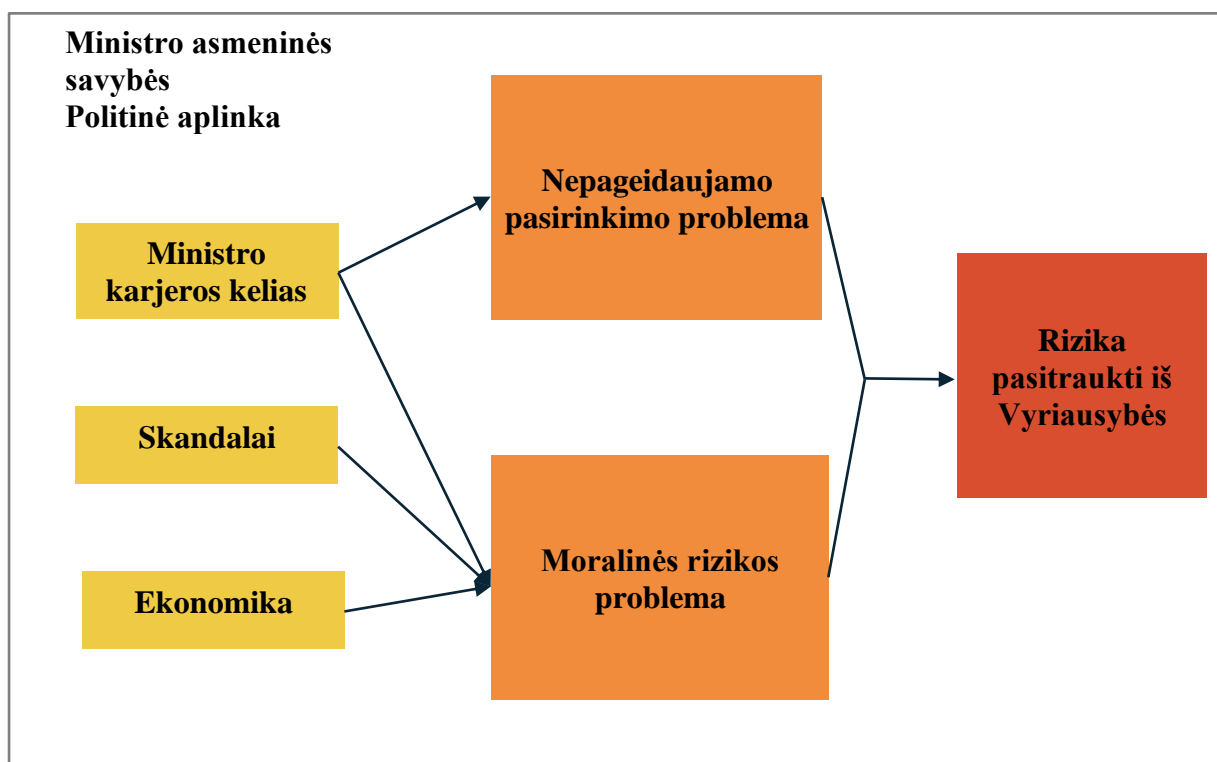 Ministro asmeninės
savybės
Politinė aplinka
Nepageidaujamo
pasirinkimo problema
Ministro
karjeros kelias
Rizika
pasitraukti iš
Vyriausybės
Skandalai
Moralinės rizikos
problema
Ekonomika